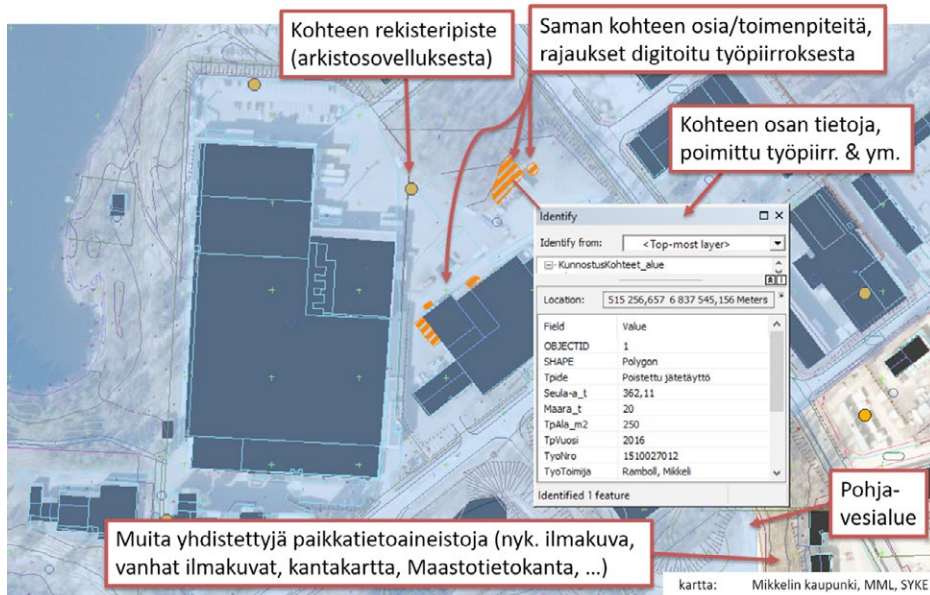 Kohteen rekisteripiste
(arkistosovelluksesta)
Saman kohteen osia/toimenpiteitä,
rajaukset digitoitu työpiirroksesta
Kohteen osan tietoja,
poimittu työpiirr. & ym.
Identify
Identify from: <Top-most layer>
KunnostusKohteet_alue
Location: 515 256,657 6 837 545,156 Meters
Field Value
OBJECTID 1
SHAPE Polygon
Tpide Poistettu jätetäyttö
Seula-a_t 362,11
Maara_t 20
TpAla_m2 250
TpVuosi 2016
TyoNro 1510027012
TyoToimija Ramboll, Mikkeli
Identified 1 feature
Pohja-
vesialue
Muita yhdistettyjä paikkatietoaineistoja (nyk. ilmakuva,
vanhat ilmakuvat, kantakartta, Maastotietokanta, ...)
kartta: Mikkelin kaupunki, MML, SYKE